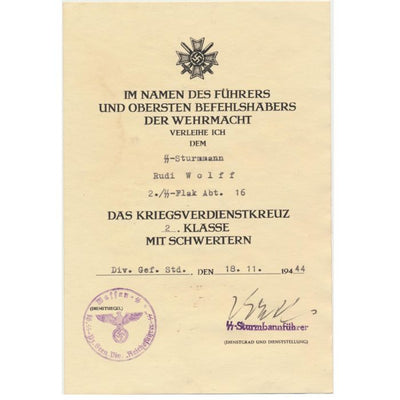 IM NAMEN DES FÜHRERS
UND OBERSTEN BEFEHLSHABERS
DER WEHRMACHT
VERLEIHE ICH
DEM
ᛋᛋ-Sturmmann
Rudi Wolff
2./ᛋᛋ-Flak Abt. 16
DAS KRIEGSVERDIENSTKREUZ
2. KLASSE
MIT SCHWERTERN
Div. Gef. Std. , DEN 18.11. 1944
(DIENSTSIEGEL)
Waffen-ᛋᛋ
ᛋᛋ-Sturmbannführer
(DIENSTGRAD UND DIENSTSTELLUNG)